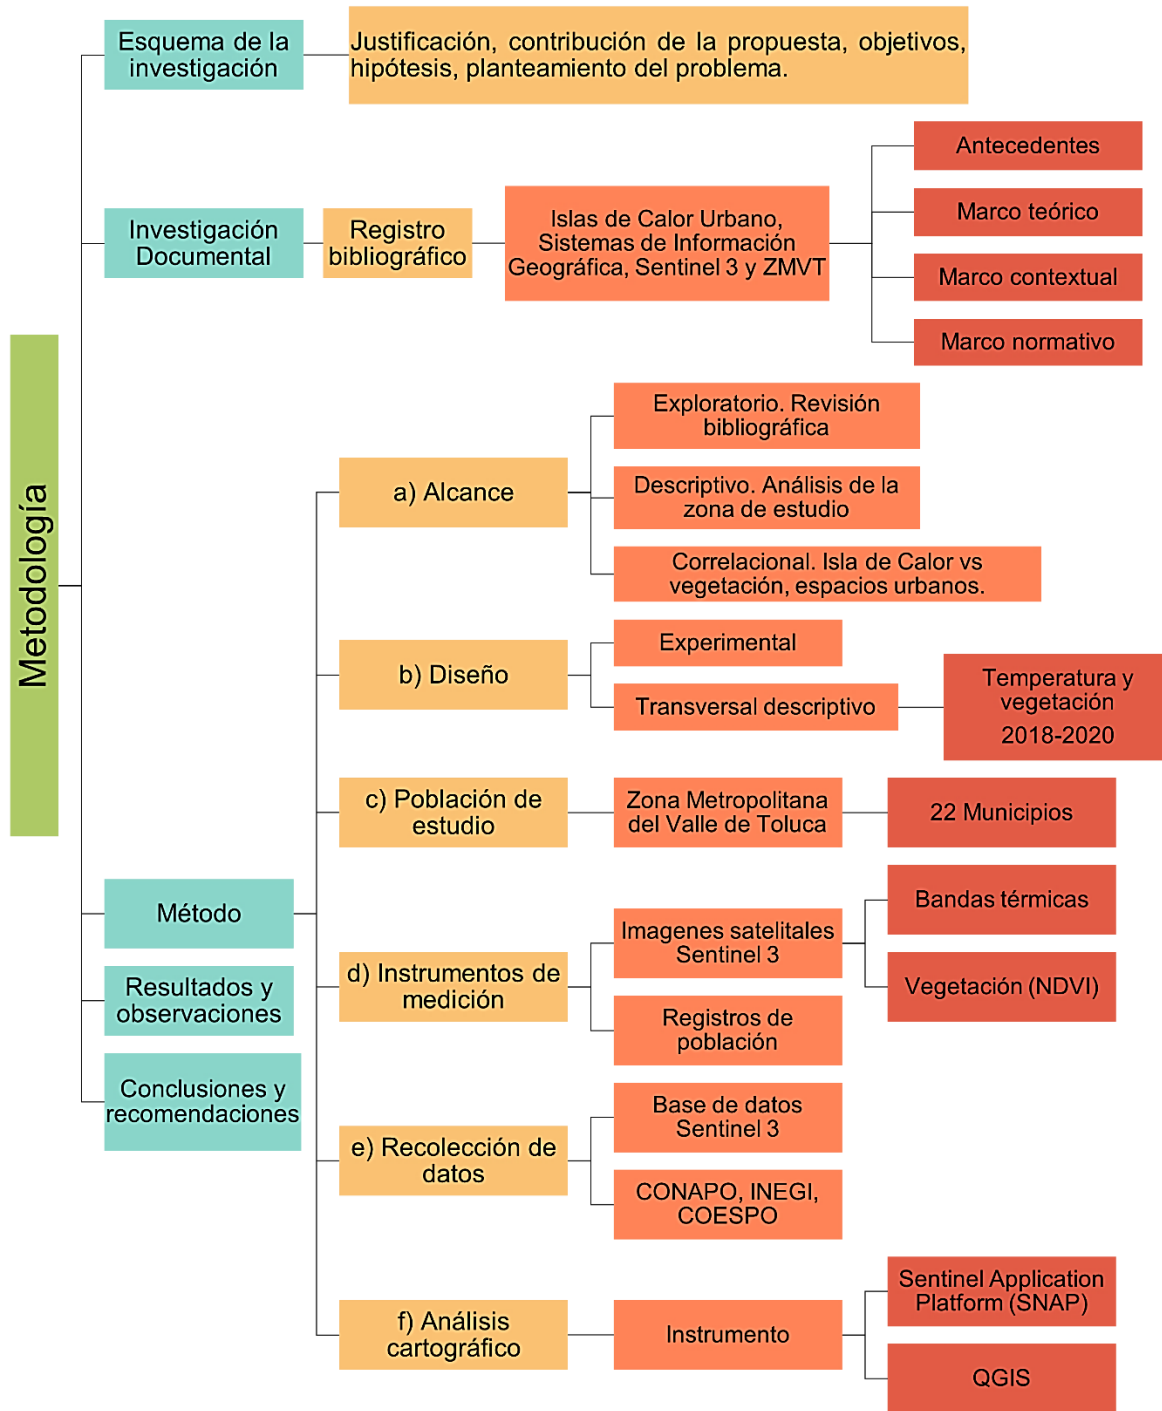 Metodología
Esquema de la
investigación
Justificación, contribución de la propuesta, objetivos,
hipótesis, planteamiento del problema.
Investigación
Documental
Registro
bibliográfico
Islas de Calor Urbano,
Sistemas de Información
Geográfica, Sentinel 3 y ZMVT
Antecedentes
Marco teórico
Marco contextual
Marco normativo
Método
a) Alcance
Exploratorio. Revisión
bibliográfica
Descriptivo. Análisis de la
zona de estudio
Correlacional. Isla de Calor vs
vegetación, espacios urbanos.
b) Diseño
Experimental
Transversal descriptivo
Temperatura y
vegetación
2018-2020
c) Población de
estudio
Zona Metropolitana
del Valle de Toluca
22 Municipios
d) Instrumentos de
medición
Imagenes satelitales
Sentinel 3
Bandas térmicas
Vegetación (NDVI)
Registros de
población
e) Recolección de
datos
Base de datos
Sentinel 3
CONAPO, INEGI,
COESPO
f) Análisis
cartográfico
Instrumento
Sentinel Application
Platform (SNAP)
QGIS
Resultados y
observaciones
Conclusiones y
recomendaciones